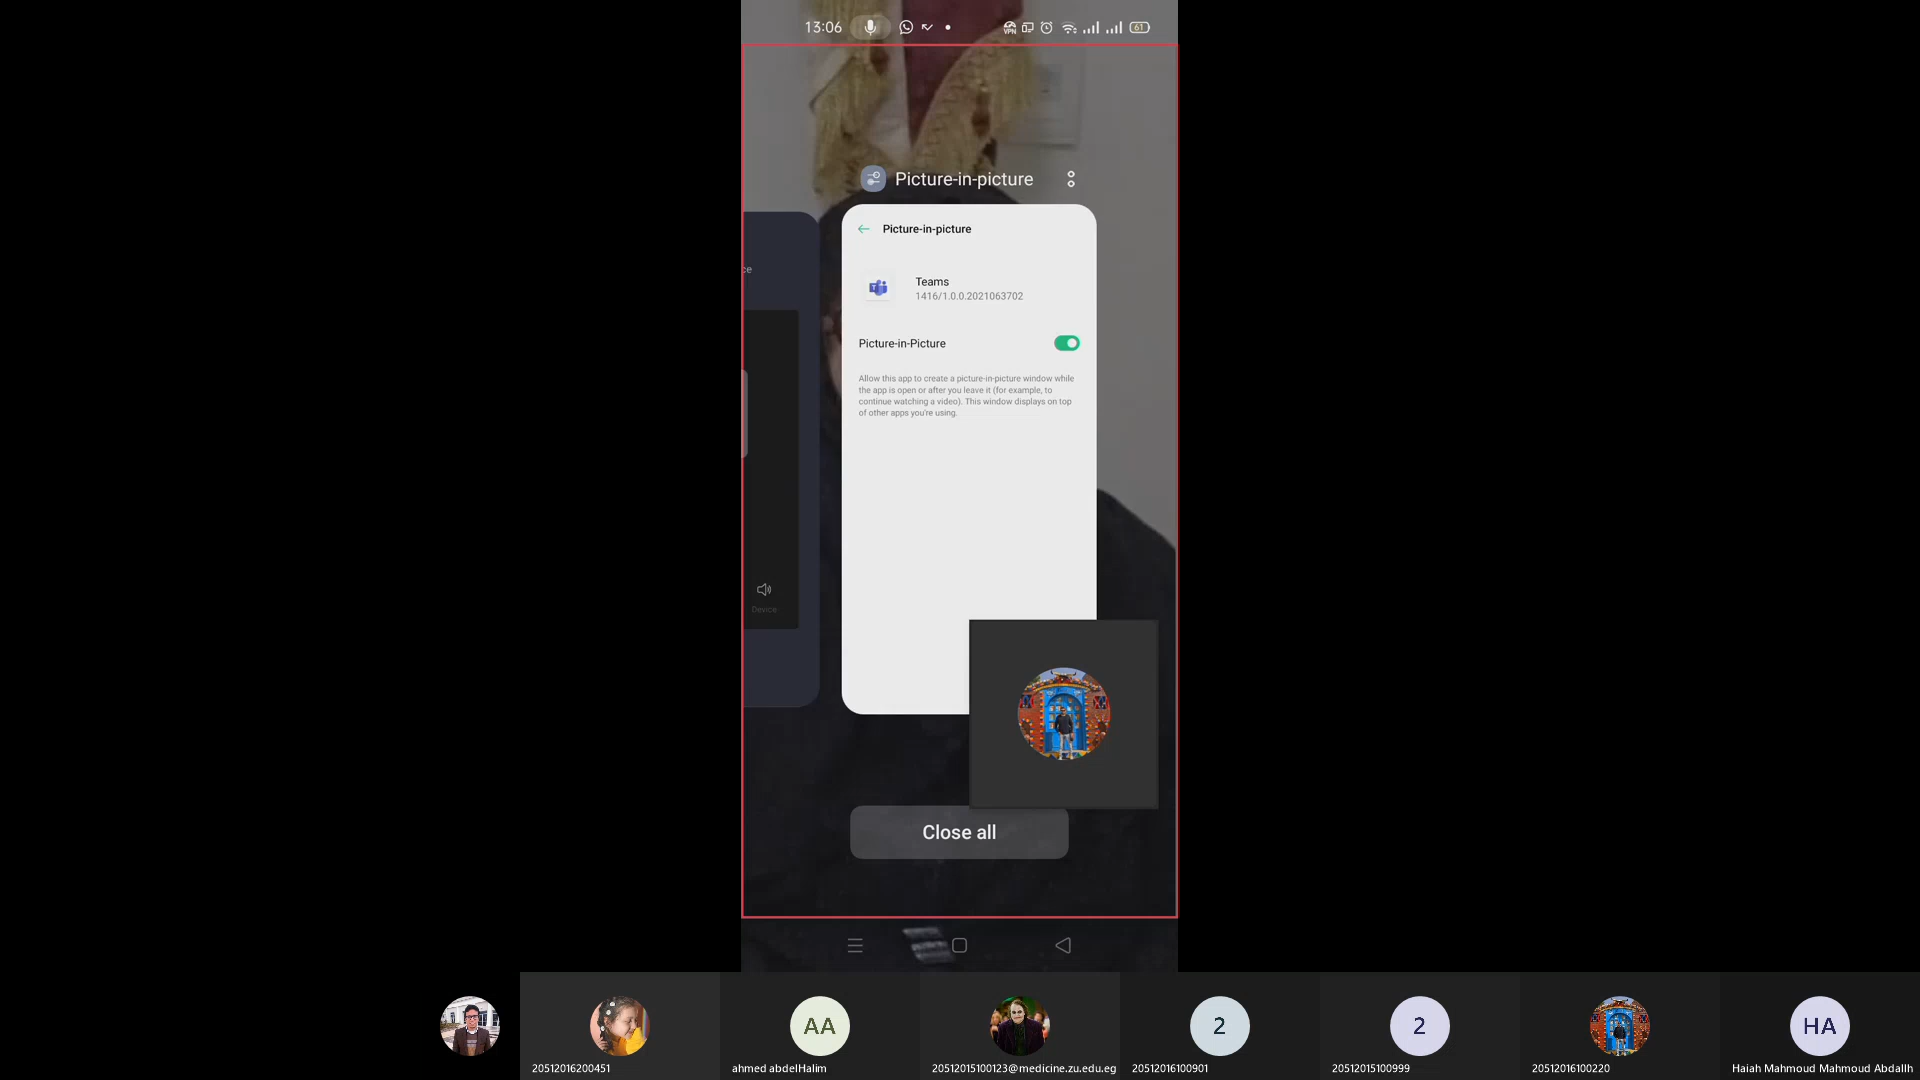 13:06
VPN
61
Picture-in-picture
Picture-in-picture
Teams
1416/1.0.0.2021063702
Picture-in-Picture
Allow this app to create a picture-in-picture window while
the app is open or after you leave it (for example, to
continue watching a video). This window displays on top
of other apps you're using.
ce
Device
Close all
AA
2
2
HA
20512016200451
ahmed abdelHalim
20512015100123@medicine.zu.edu.eg
20512016100901
20512015100999
20512016100220
Haiah Mahmoud Mahmoud Abdallh